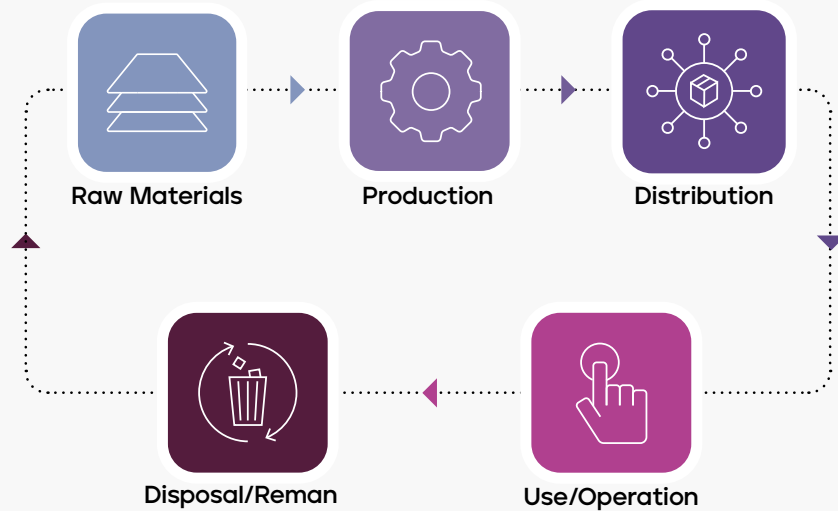 Raw Materials
Production
Distribution
Disposal/Reman
Use/Operation